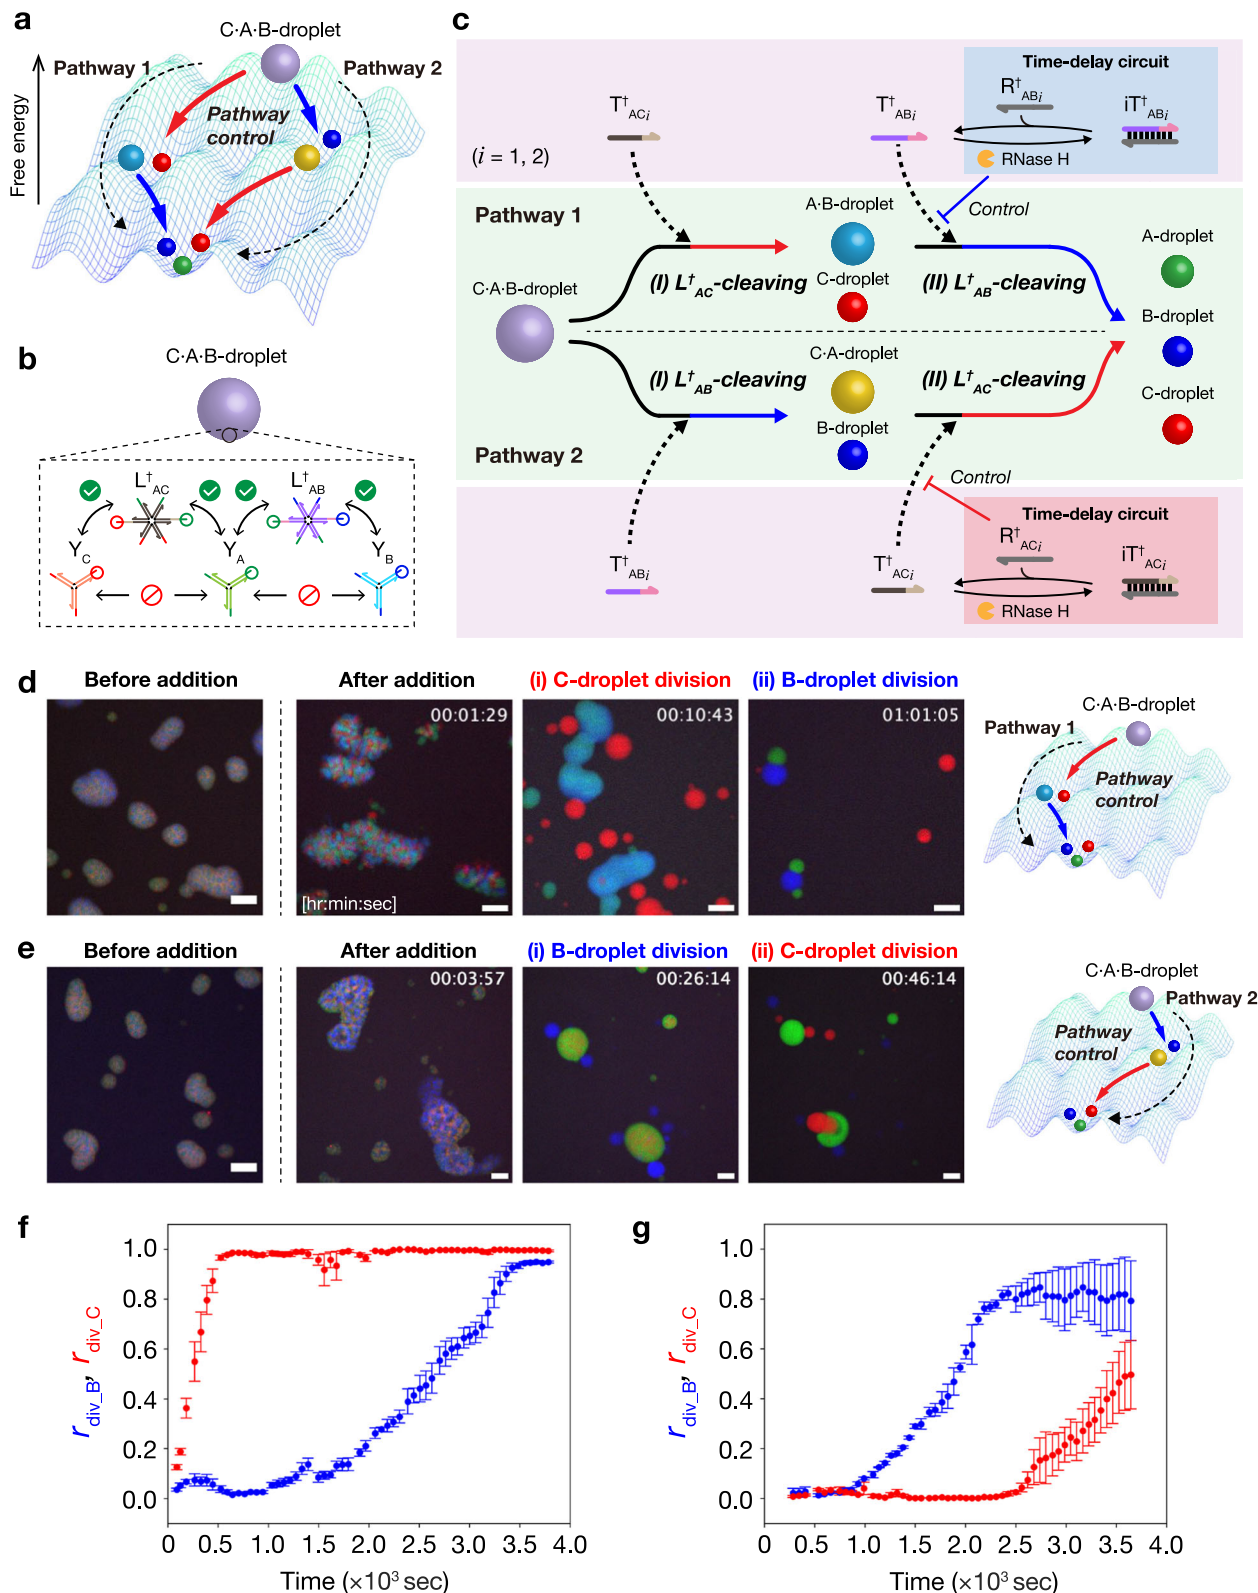 a
C·A·B-droplet
Pathway 1
Pathway 2
Pathway
control
Free energy
b
C·A·B-droplet
L†AC
L†AB
YC
YA
YB
c
Time-delay circuit
T†ACi
T†ABi
R†ABi
iT†ABi
(i = 1, 2)
RNase H
Control
Pathway 1
A·B-droplet
A-droplet
C·A·B-droplet
(I) L†AC-cleaving
C-droplet
(II) L†AB-cleaving
B-droplet
C·A-droplet
(I) L†AB-cleaving
(II) L†AC-cleaving
C-droplet
B-droplet
Pathway 2
Control
Time-delay circuit
T†ABi
T†ACi
R†ACi
iT†ACi
RNase H
d
Before addition
After addition
(i) C-droplet division
(ii) B-droplet division
00:01:29
00:10:43
01:01:05
[hr:min:sec]
C·A·B-droplet
Pathway 1
Pathway
control
e
Before addition
After addition
(i) B-droplet division
(ii) C-droplet division
00:03:57
00:26:14
00:46:14
C·A·B-droplet
Pathway 2
Pathway
control
f
rdiv_B, rdiv_C
1.0
0.8
0.6
0.4
0.2
0.0
0 0.5 1.0 1.5 2.0 2.5 3.0 3.5 4.0
Time (×10³ sec)
g
rdiv_B, rdiv_C
1.0
0.8
0.6
0.4
0.2
0.0
0 0.5 1.0 1.5 2.0 2.5 3.0 3.5 4.0
Time (×10³ sec)